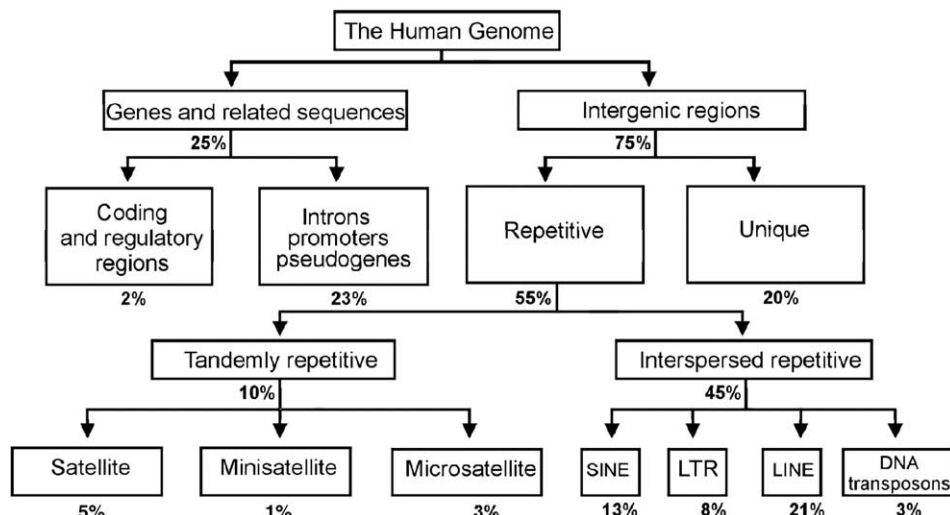 The Human Genome
Genes and related sequences
Intergenic regions
25%
75%
Coding
and regulatory
regions
Introns
promoters
pseudogenes
Repetitive
Unique
2%
23%
55%
20%
Tandemly repetitive
Interspersed repetitive
10%
45%
Satellite
Minisatellite
Microsatellite
SINE
LTR
LINE
DNA
transposons
5%
1%
3%
13%
8%
21%
3%